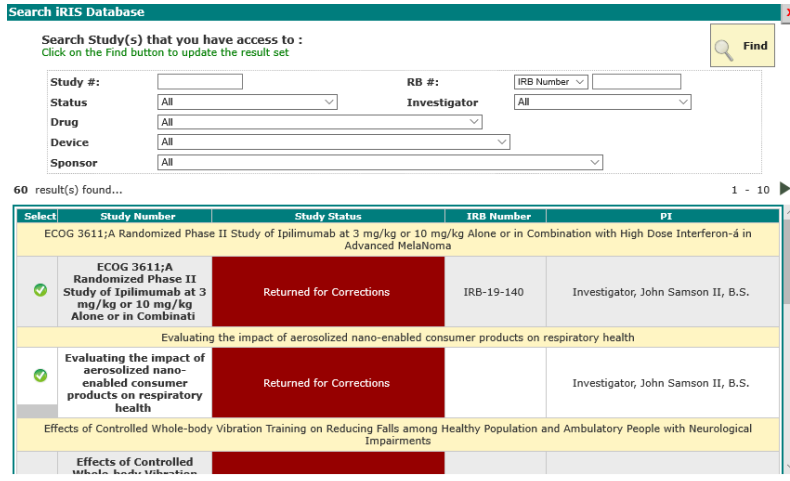 Search iRIS Database
Search Study(s) that you have access to :
Click on the Find button to update the result set
Find
Study #:
RB #: IRB Number
Status All Investigator All
Drug All
Device All
Sponsor All
60 result(s) found... 1 - 10
Select Study Number Study Status IRB Number PI
ECOG 3611;A Randomized Phase II Study of Ipilimumab at 3 mg/kg or 10 mg/kg Alone or in Combination with High Dose Interferon-á in
Advanced MelaNoma
ECOG 3611;A
Randomized Phase II
Study of Ipilimumab at 3
mg/kg or 10 mg/kg
Alone or in Combinati
Returned for Corrections
IRB-19-140
Investigator, John Samson II, B.S.
Evaluating the impact of aerosolized nano-enabled consumer products on respiratory health
Evaluating the impact of
aerosolized nano-
enabled consumer
products on respiratory
health
Returned for Corrections
Investigator, John Samson II, B.S.
Effects of Controlled Whole-body Vibration Training on Reducing Falls among Healthy Population and Ambulatory People with Neurological
Impairments
Effects of Controlled
Whole-body Vibration